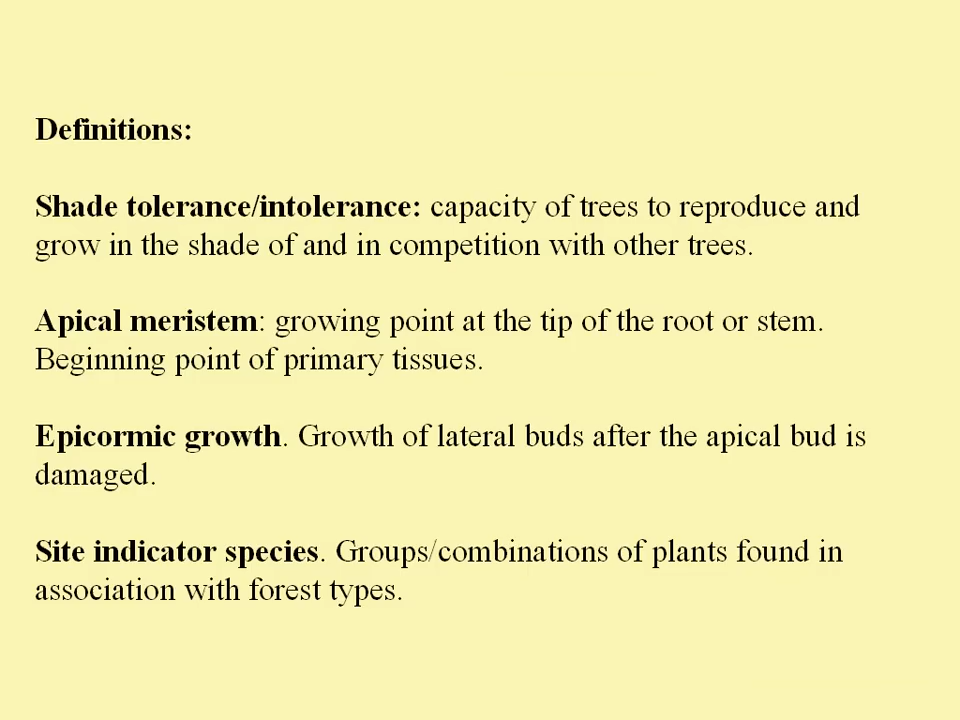 Definitions:
Shade tolerance/intolerance: capacity of trees to reproduce and
grow in the shade of and in competition with other trees.
Apical meristem: growing point at the tip of the root or stem.
Beginning point of primary tissues.
Epicormic growth. Growth of lateral buds after the apical bud is
damaged.
Site indicator species. Groups/combinations of plants found in
association with forest types.